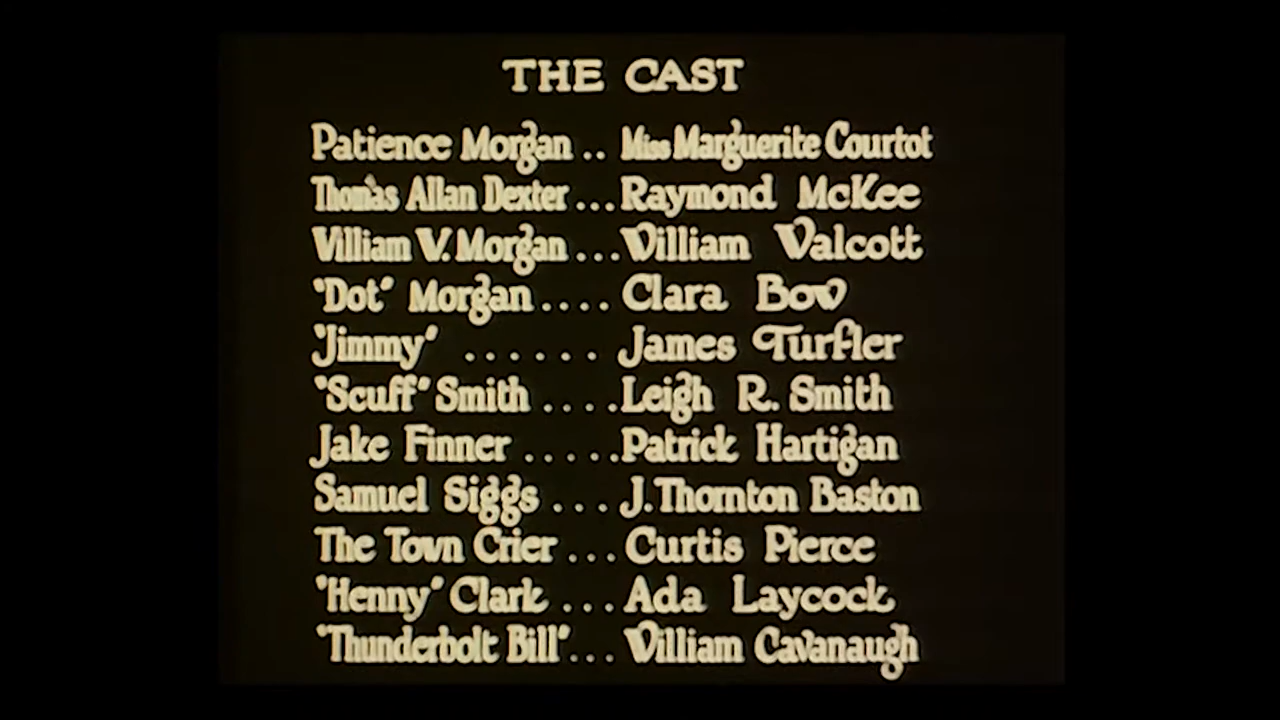 THE CAST
Patience Morgan .. Miss Marguerite Courtot
Thomas Allan Dexter ... Raymond McKee
William W. Morgan ... William Walcott
"Dot" Morgan .... Clara Bow
"Jimmy" ...... James Turfler
"Scuff" Smith .... Leigh R. Smith
Jake Finner ..... Patrick Hartigan
Samuel Siggs .... J. Thornton Baston
The Town Crier ... Curtis Pierce
"Henny" Clark .... Ada Laycock
"Thunderbolt Bill"... William Cavanaugh